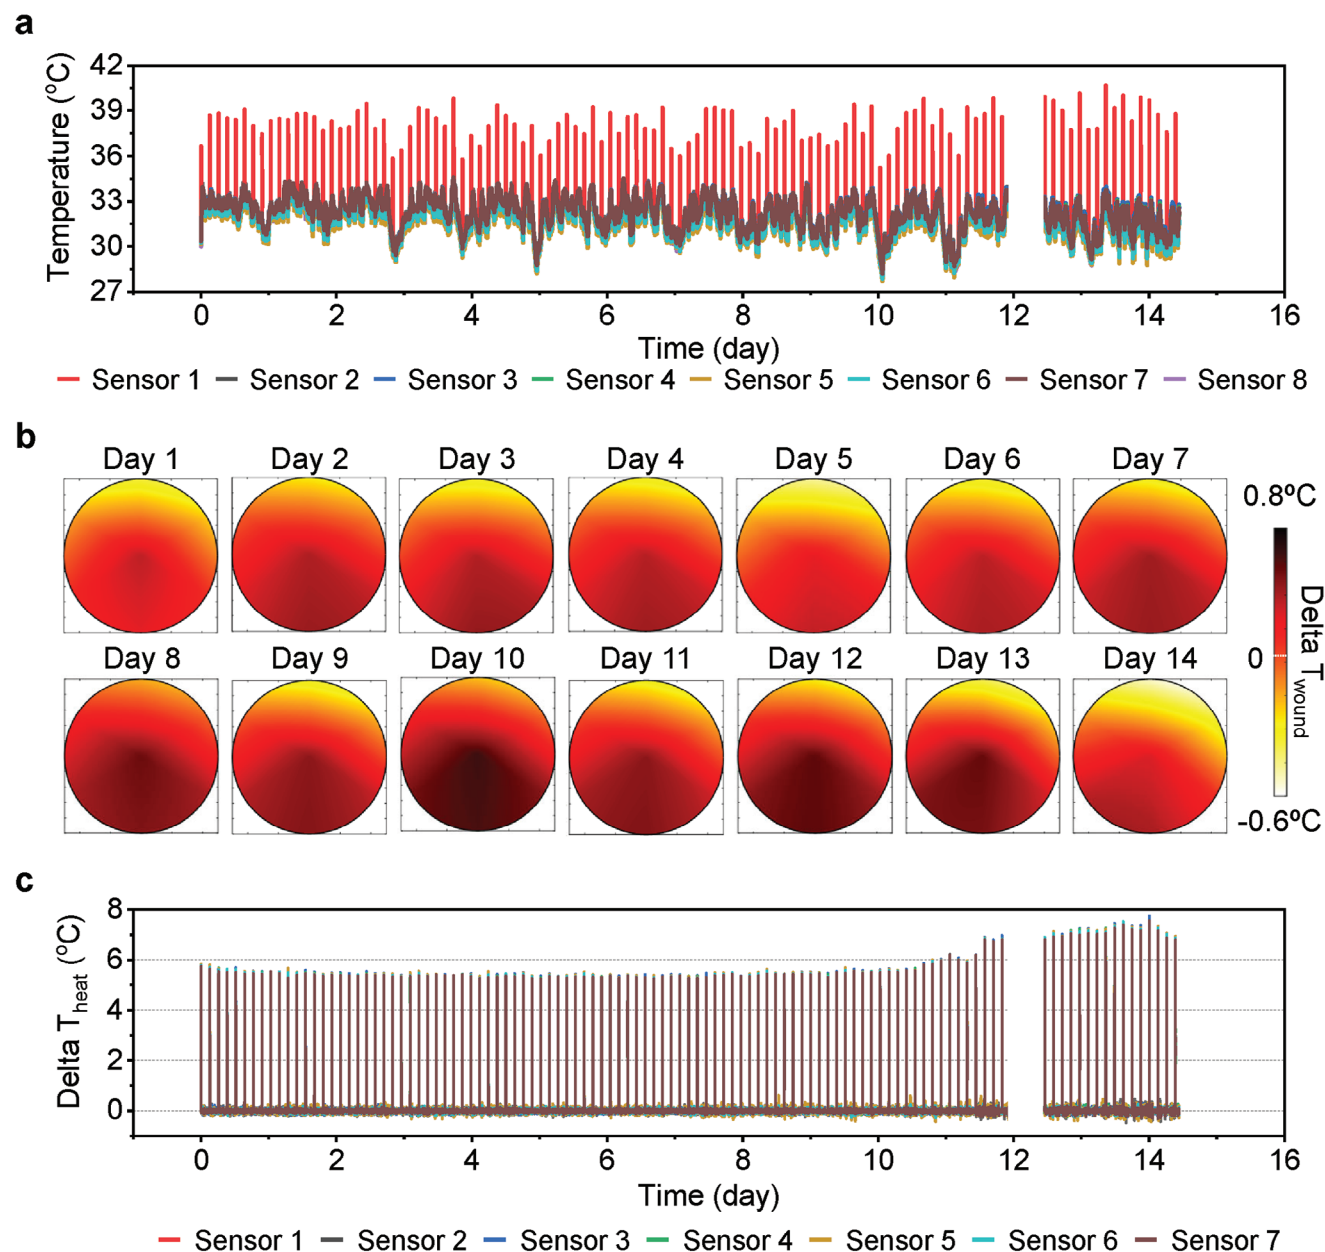 a
Temperature (°C)
42
39
36
33
30
27
0 2 4 6 8 10 12 14 16
Time (day)
Sensor 1 Sensor 2 Sensor 3 Sensor 4 Sensor 5 Sensor 6 Sensor 7 Sensor 8
b
Day 1 Day 2 Day 3 Day 4 Day 5 Day 6 Day 7
0.8ºC
Day 8 Day 9 Day 10 Day 11 Day 12 Day 13 Day 14
0
Delta Twound
-0.6ºC
c
Delta Theat (°C)
8
6
4
2
0
0 2 4 6 8 10 12 14 16
Time (day)
Sensor 1 Sensor 2 Sensor 3 Sensor 4 Sensor 5 Sensor 6 Sensor 7